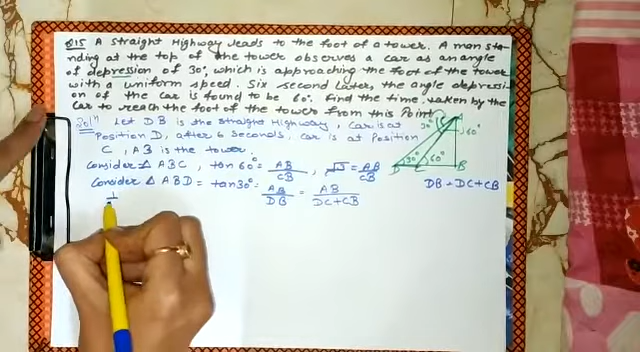 Q15 A straight Highway leads to the foot of a tower. A man sta-
nding at the top of the tower observes a car as an angle
of depression of 30°, which is approaching the foot of the tower
with a uniform speed. Six second later, the angle depressi-
on of the car is found to be 60°. Find the time taken by the
car to reach the foot of the tower from this Point.
Solⁿ Let DB is the straight Highway, car is at
Position D, after 6 seconds, car is at Position
C, AB is the tower.
30° 60°
30° 60°
D C B
Consider △ ABC, tan 60° = AB/CB, √3 = AB/CB
Consider △ ABD = tan 30° = AB/DB = AB/DC+CB
DB = DC + CB
1